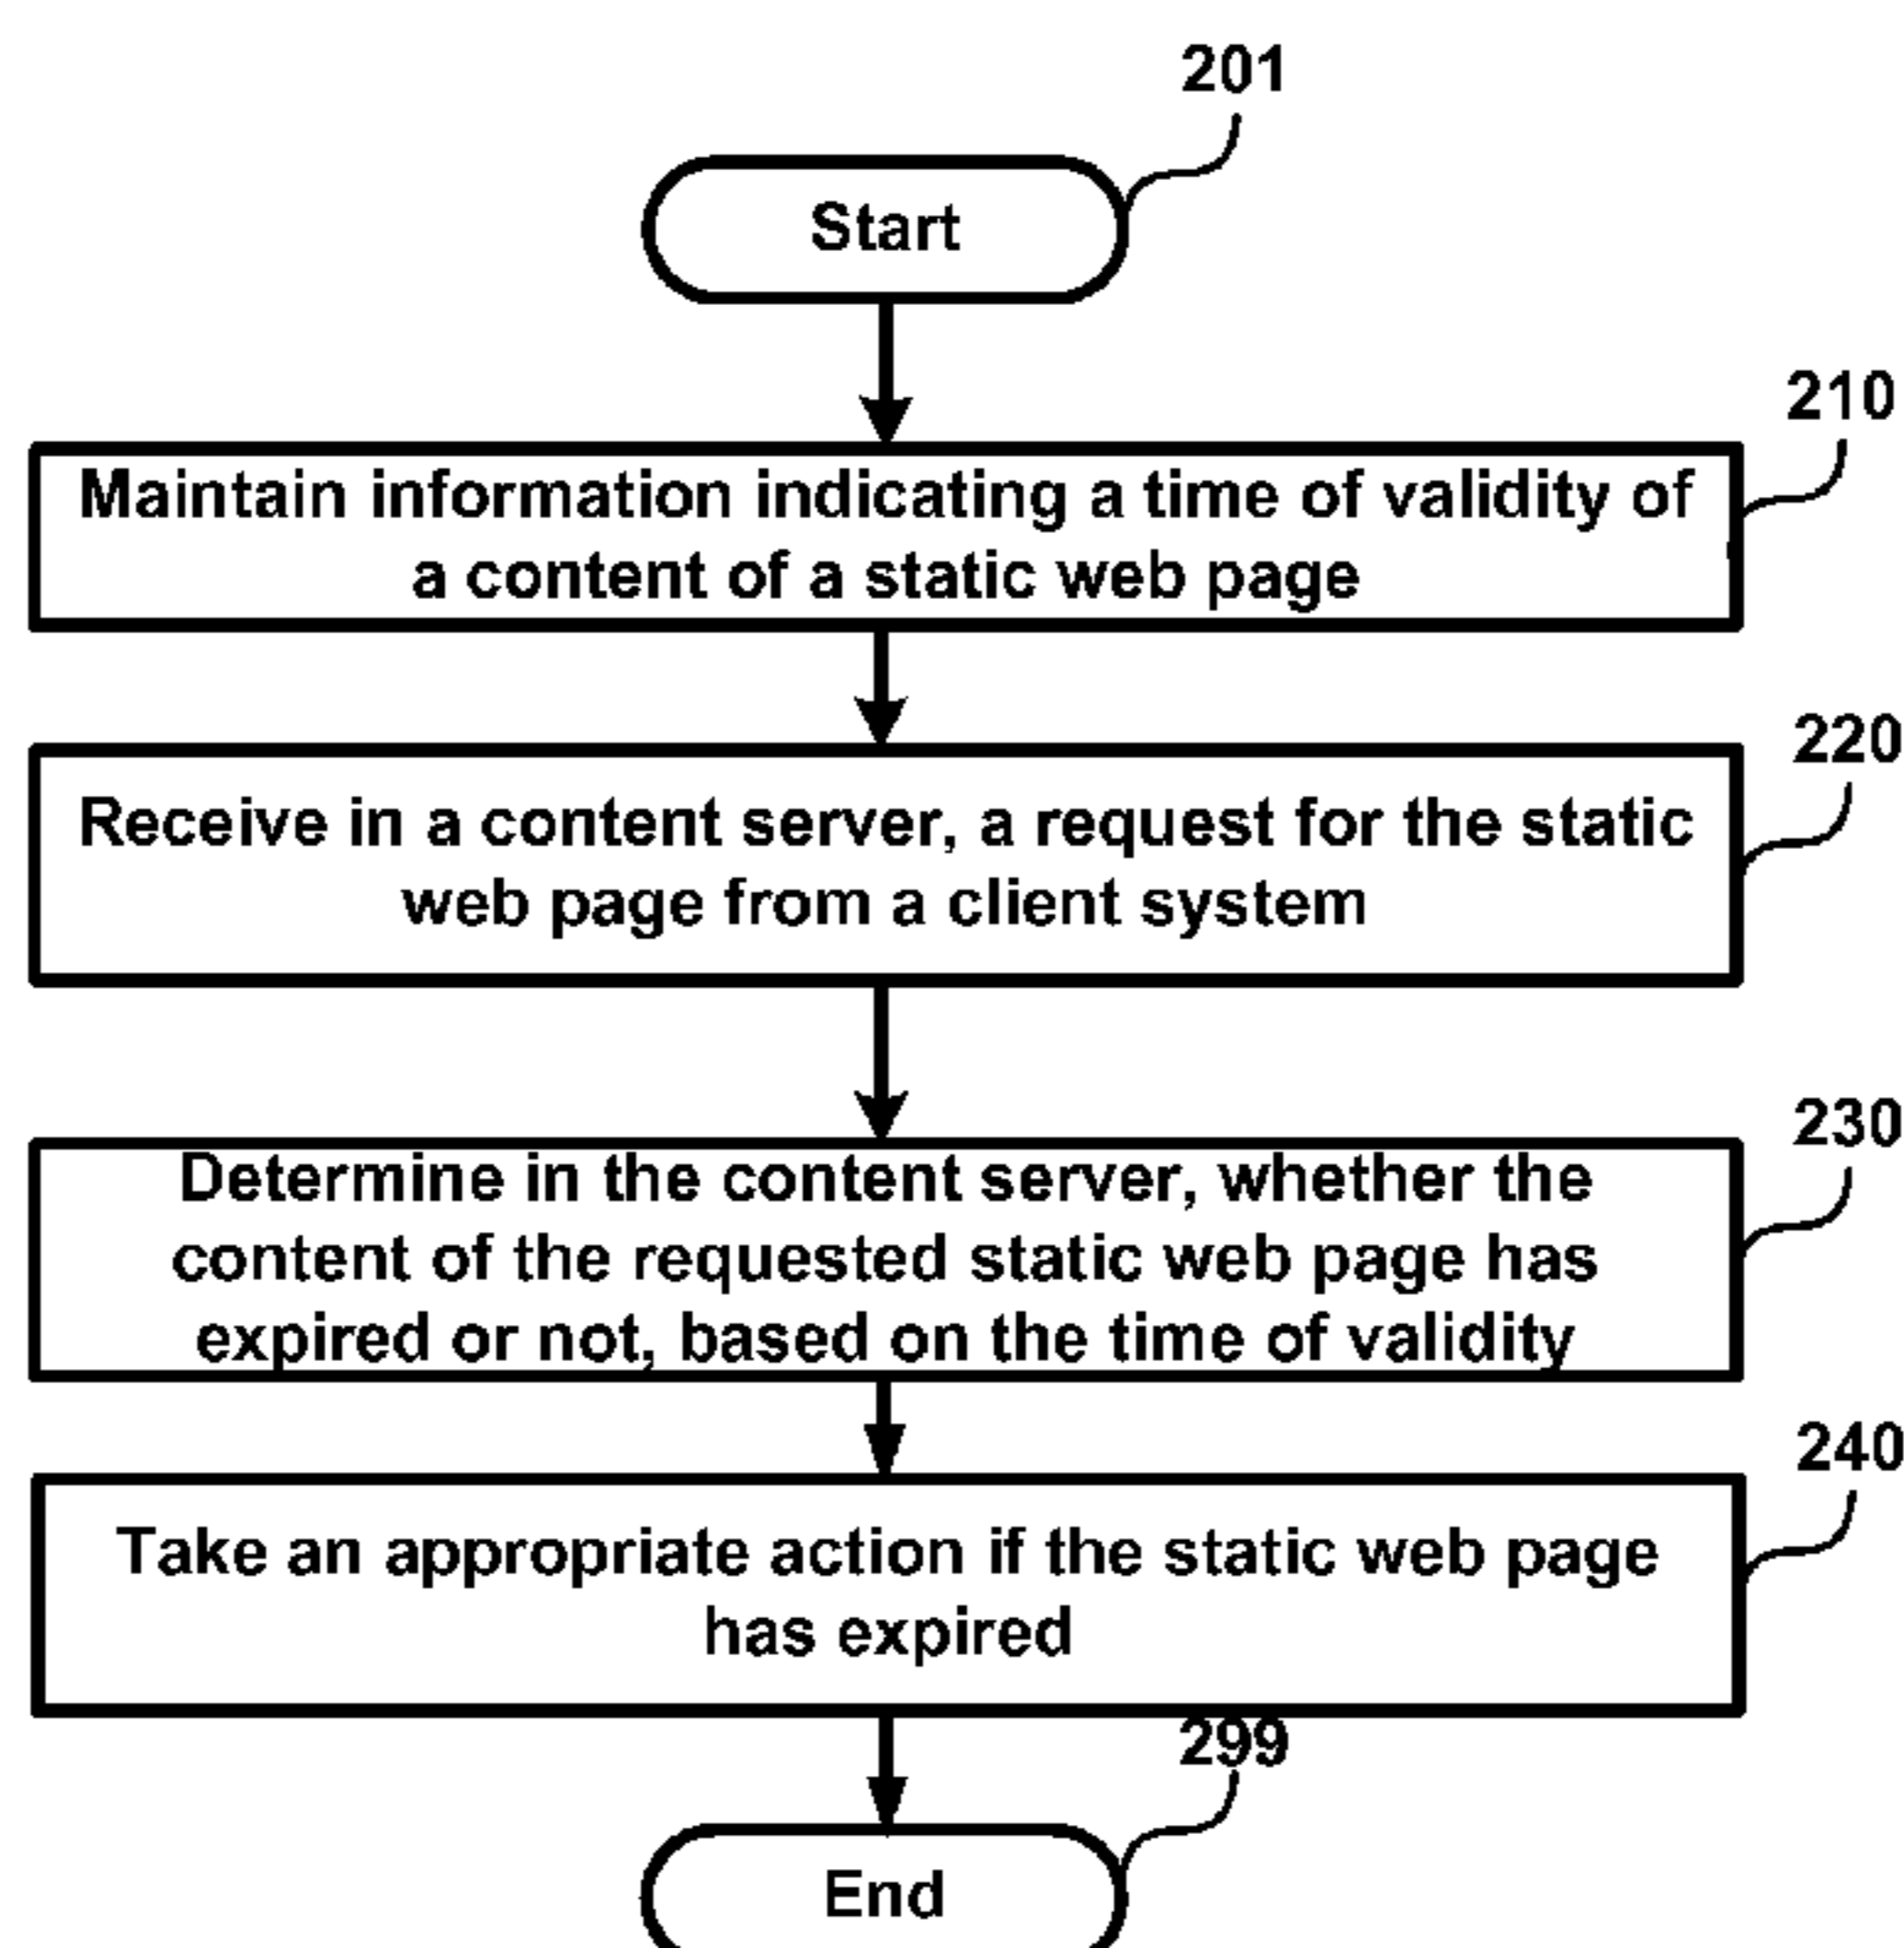 201
Start
210
Maintain information indicating a time of validity of
a content of a static web page
220
Receive in a content server, a request for the static
web page from a client system
230
Determine in the content server, whether the
content of the requested static web page has
expired or not, based on the time of validity
240
Take an appropriate action if the static web page
has expired
299
End